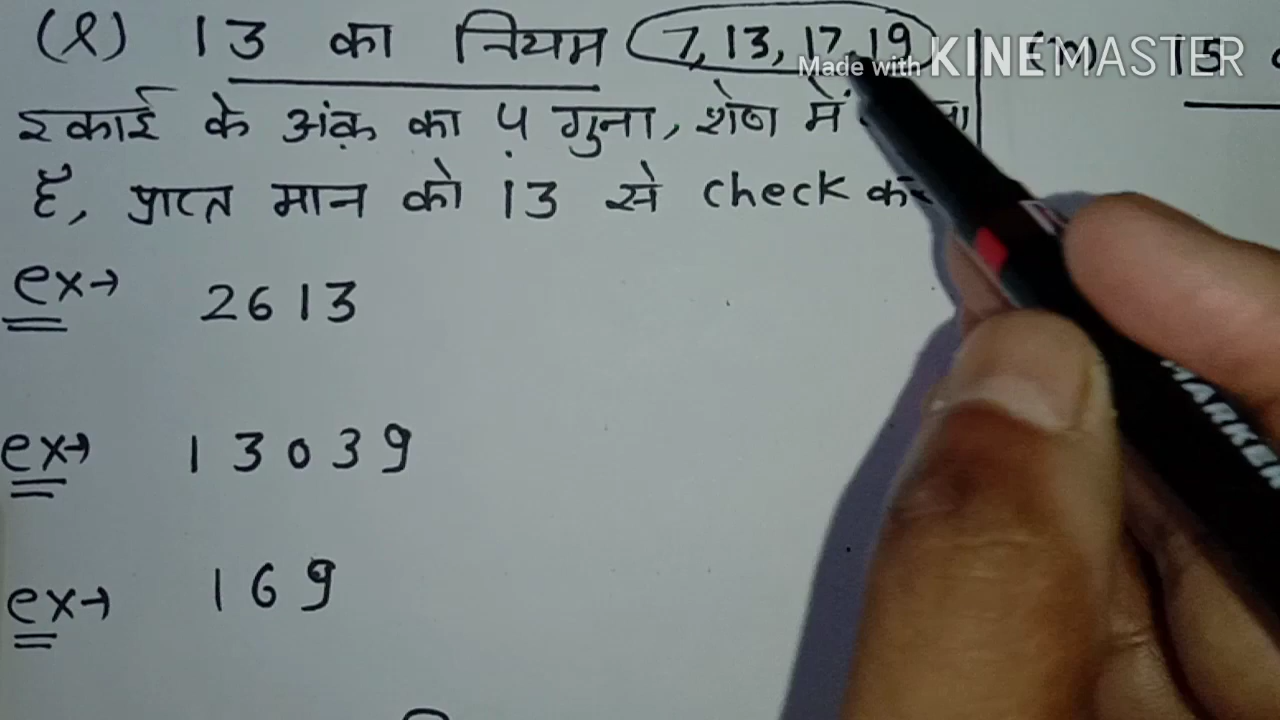 (l) 13 का नियम (7, 13, 17, 19)
इकाई के अंक़ का 4 गुना, शेष में
है, प्राप्त मान को 13 से check
ex→ 2613
ex→ 13039
ex→ 169
15
Made with KINEMASTER